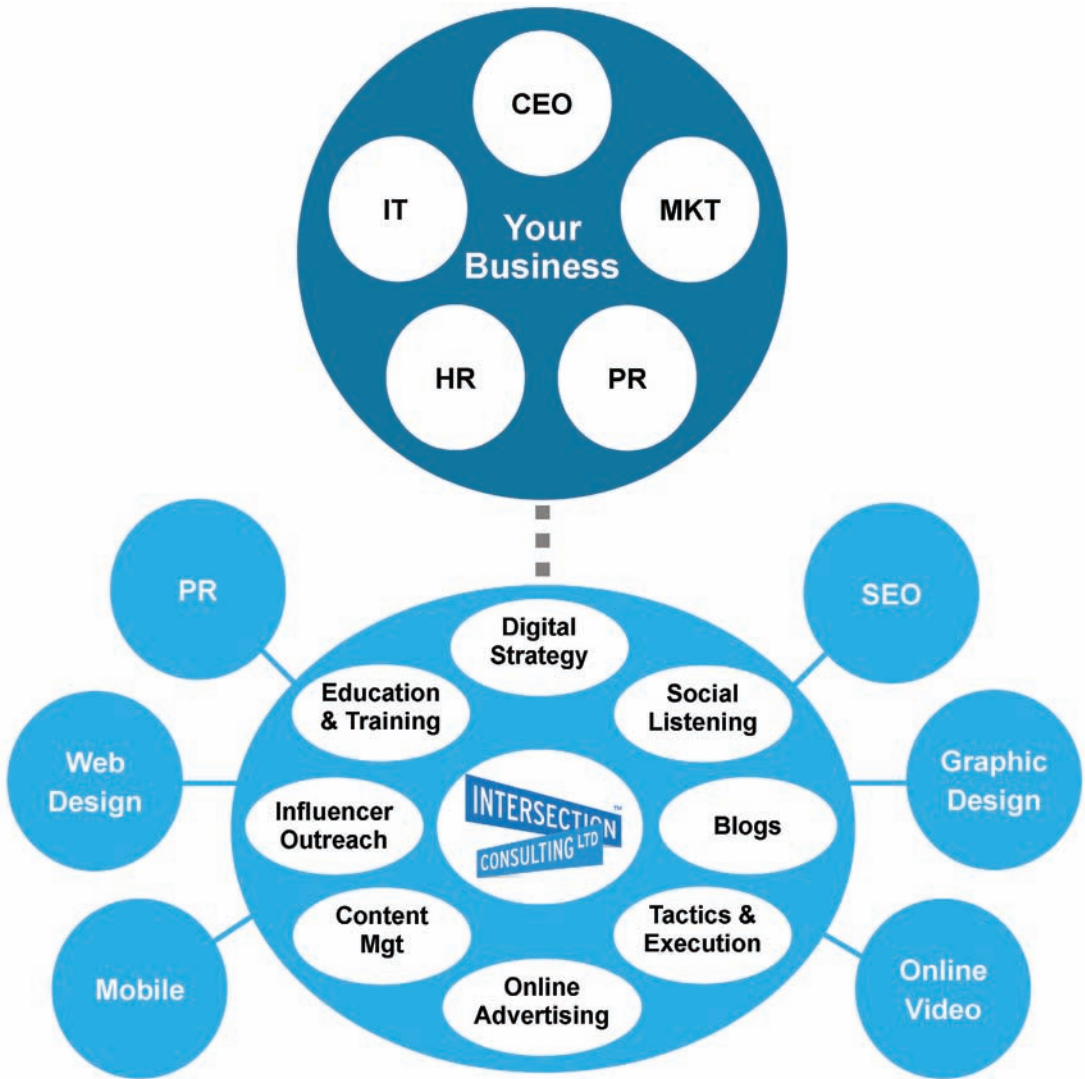 CEO
IT
MKT
Your
Business
HR
PR
PR
SEO
Digital
Strategy
Education
& Training
Social
Listening
Web
Design
Graphic
Design
Influencer
Outreach
INTERSECTION™
CONSULTING LTD
Blogs
Content
Mgt
Tactics &
Execution
Mobile
Online
Advertising
Online
Video